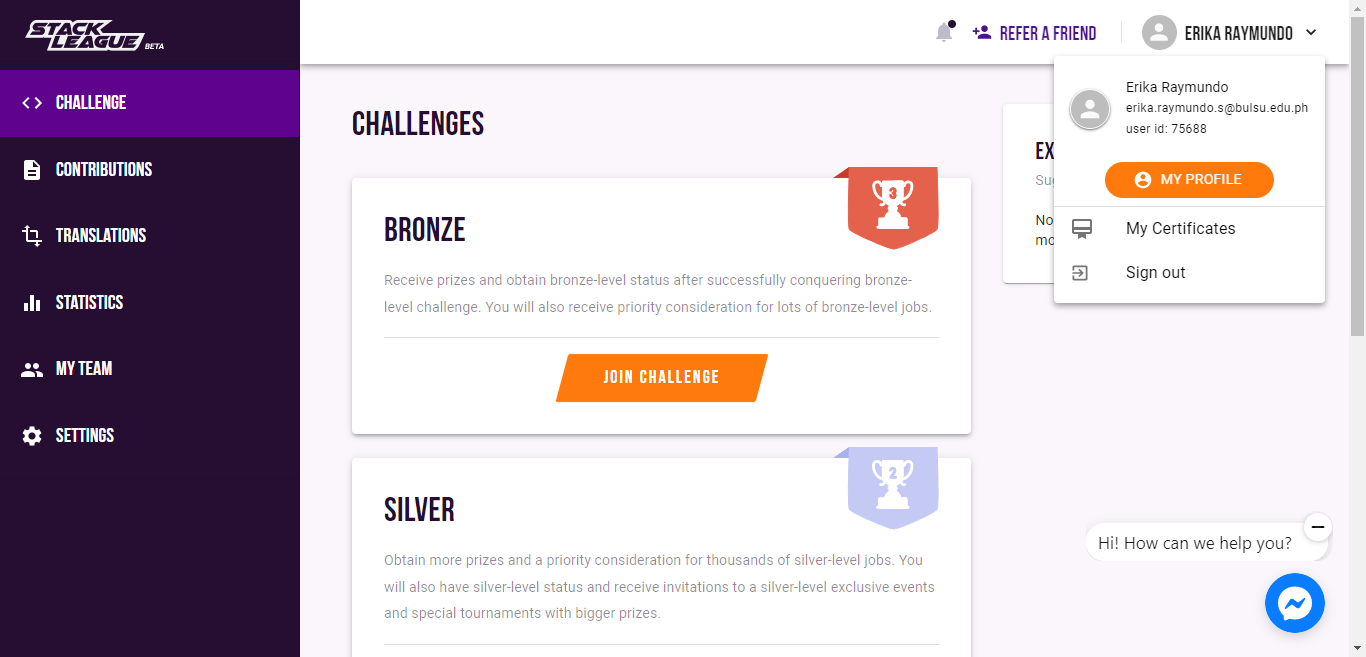 STACK
LEAGUE BETA
CHALLENGE
CONTRIBUTIONS
TRANSLATIONS
STATISTICS
MY TEAM
SETTINGS
REFER A FRIEND
ERIKA RAYMUNDO
Erika Raymundo
erika.raymundo.s@bulsu.edu.ph
user id: 75688
MY PROFILE
My Certificates
Sign out
CHALLENGES
3
BRONZE
Receive prizes and obtain bronze-level status after successfully conquering bronze-
level challenge. You will also receive priority consideration for lots of bronze-level jobs.
JOIN CHALLENGE
2
SILVER
Obtain more prizes and a priority consideration for thousands of silver-level jobs. You
will also have silver-level status and receive invitations to a silver-level exclusive events
and special tournaments with bigger prizes.
EX
No
Hi! How can we help you?